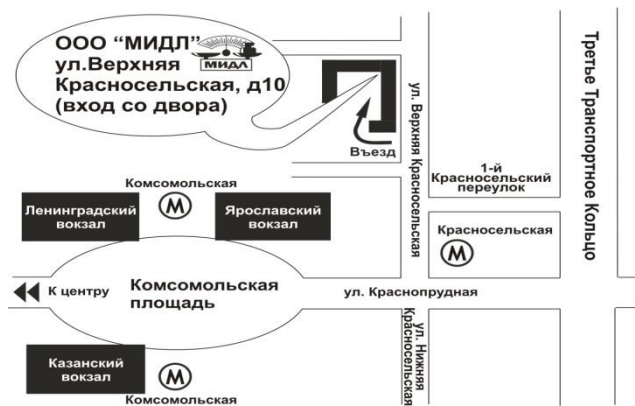 ООО “МИДЛ”
МИДЛ
ул.Верхняя
Красносельская, д10
(вход со двора)
Въезд
ул. Верхняя Красносельская
Третье Транспортное Кольцо
1-й
Красносельский
переулок
Комсомольская
М
Ленинградский
вокзал
Ярославский
вокзал
Красносельская
М
К центру
Комсомольская
площадь
ул. Краснопрудная
ул. Нижняя
Красносельская
Казанский
вокзал
М
Комсомольская